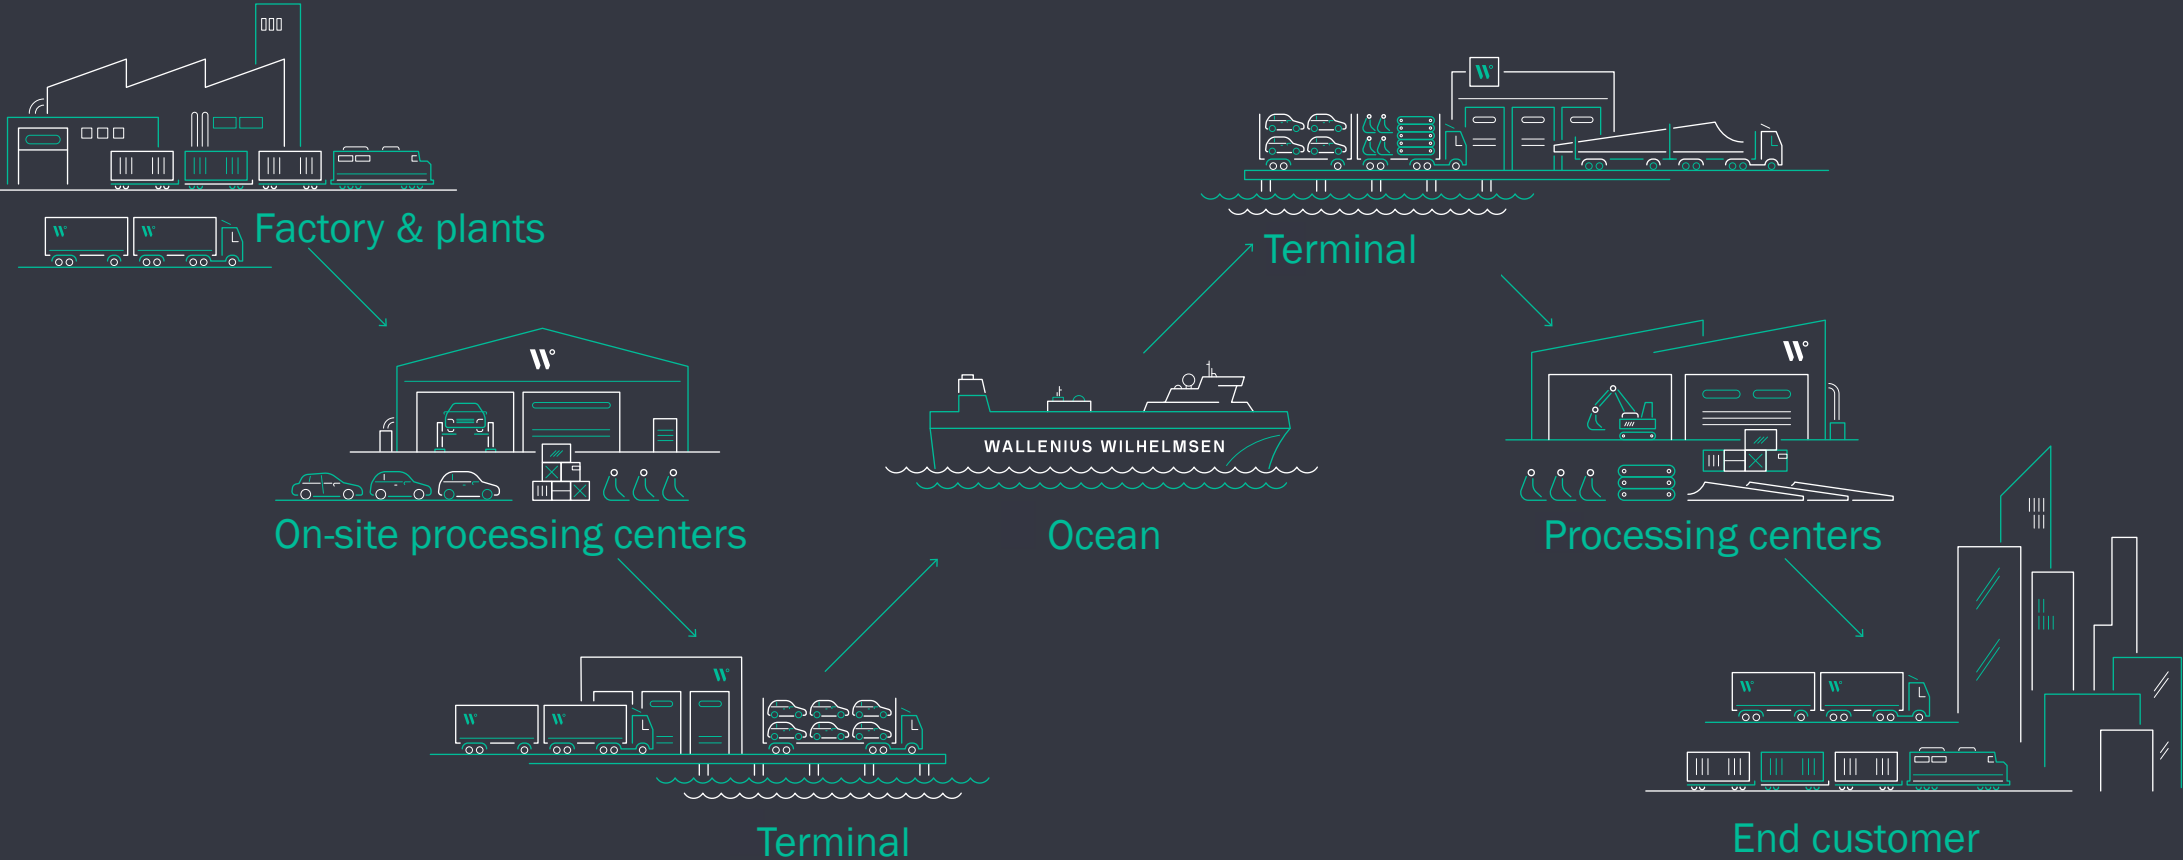 Factory & plants
On-site processing centers
Terminal
WALLENIUS WILHELMSEN
Ocean
Terminal
Processing centers
End customer